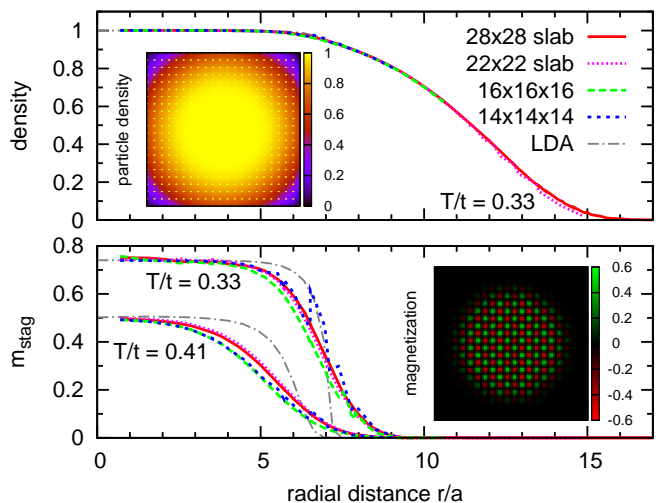 1
0.8
0.6
0.4
0.2
0
density
particle density
1
0.8
0.6
0.4
0.2
0
28x28 slab
22x22 slab
16x16x16
14x14x14
LDA
T/t = 0.33
0.8
0.6
0.4
0.2
0
m_stag
T/t = 0.33
T/t = 0.41
magnetization
0.6
0.4
0.2
0
-0.2
-0.4
-0.6
0 5 10 15
radial distance r/a